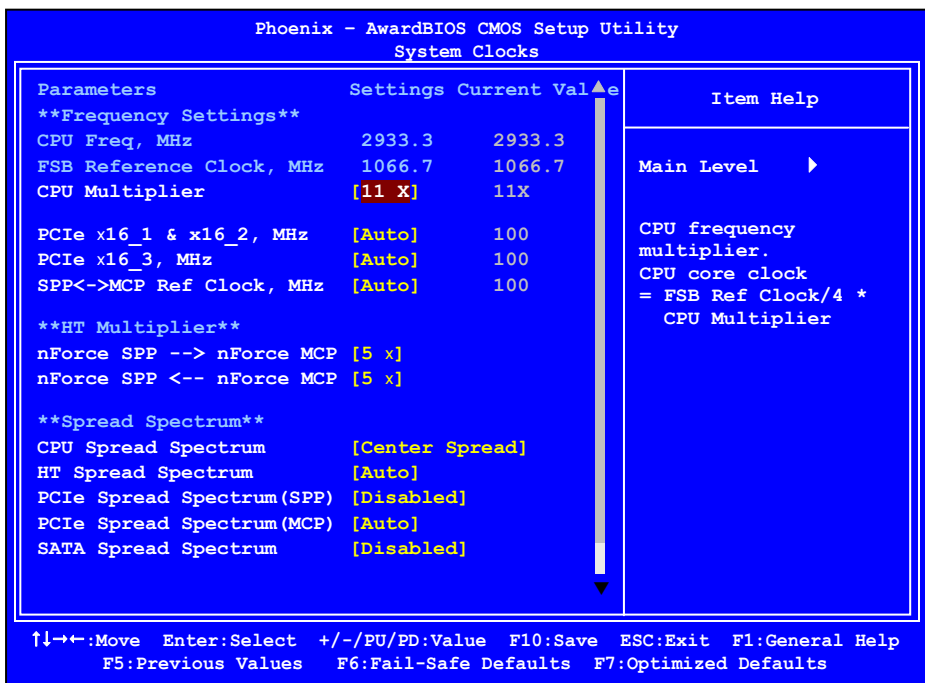 Phoenix – AwardBIOS CMOS Setup Utility
System Clocks
Parameters Settings Current Val e
**Frequency Settings**
CPU Freq, MHz 2933.3 2933.3
FSB Reference Clock, MHz 1066.7 1066.7
CPU Multiplier [11 X] 11X
PCIe x16_1 & x16_2, MHz [Auto] 100
PCIe x16_3, MHz [Auto] 100
SPP<->MCP Ref Clock, MHz [Auto] 100
**HT Multiplier**
nForce SPP --> nForce MCP [5 x]
nForce SPP <-- nForce MCP [5 x]
**Spread Spectrum**
CPU Spread Spectrum [Center Spread]
HT Spread Spectrum [Auto]
PCIe Spread Spectrum(SPP) [Disabled]
PCIe Spread Spectrum(MCP) [Auto]
SATA Spread Spectrum [Disabled]
Item Help
Main Level
CPU frequency
multiplier.
CPU core clock
= FSB Ref Clock/4 *
CPU Multiplier
↑↓→←:Move Enter:Select +/-/PU/PD:Value F10:Save ESC:Exit F1:General Help
F5:Previous Values F6:Fail-Safe Defaults F7:Optimized Defaults